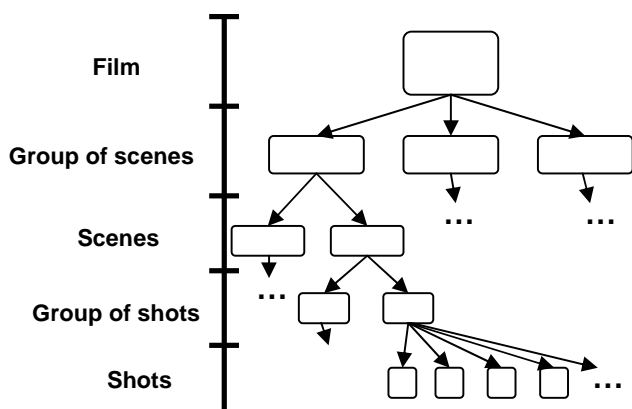 Film
Group of scenes
...
...
Scenes
...
Group of shots
Shots
...